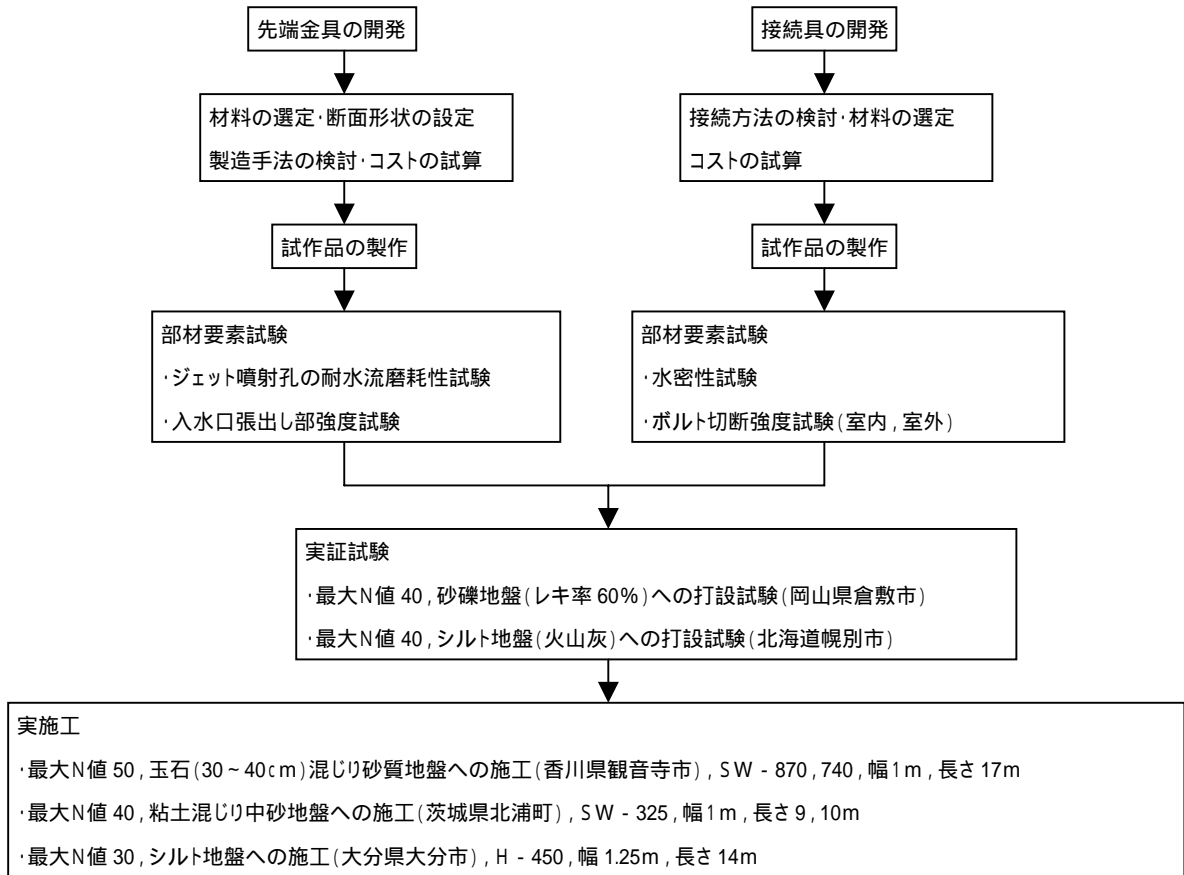 先端金具の開発
材料の選定・断面形状の設定
製造手法の検討・コストの試算
試作品の製作
部材要素試験
・ジェット噴射孔の耐水流磨耗性試験
・入水口張出し部強度試験
接続具の開発
接続方法の検討・材料の選定
コストの試算
試作品の製作
部材要素試験
・水密性試験
・ボルト切断強度試験(室内,室外)
実証試験
・最大N値 40,砂礫地盤(レキ率 60%)への打設試験(岡山県倉敷市)
・最大N値 40,シルト地盤(火山灰)への打設試験(北海道幌別市)
実施工
・最大N値 50,玉石(30~40cm)混じり砂質地盤への施工(香川県観音寺市),SW-870,740,幅1m,長さ 17m
・最大N値 40,粘土混じり中砂地盤への施工(茨城県北浦町),SW-325,幅1m,長さ 9,10m
・最大N値 30,シルト地盤への施工(大分県大分市),H-450,幅 1.25m,長さ 14m